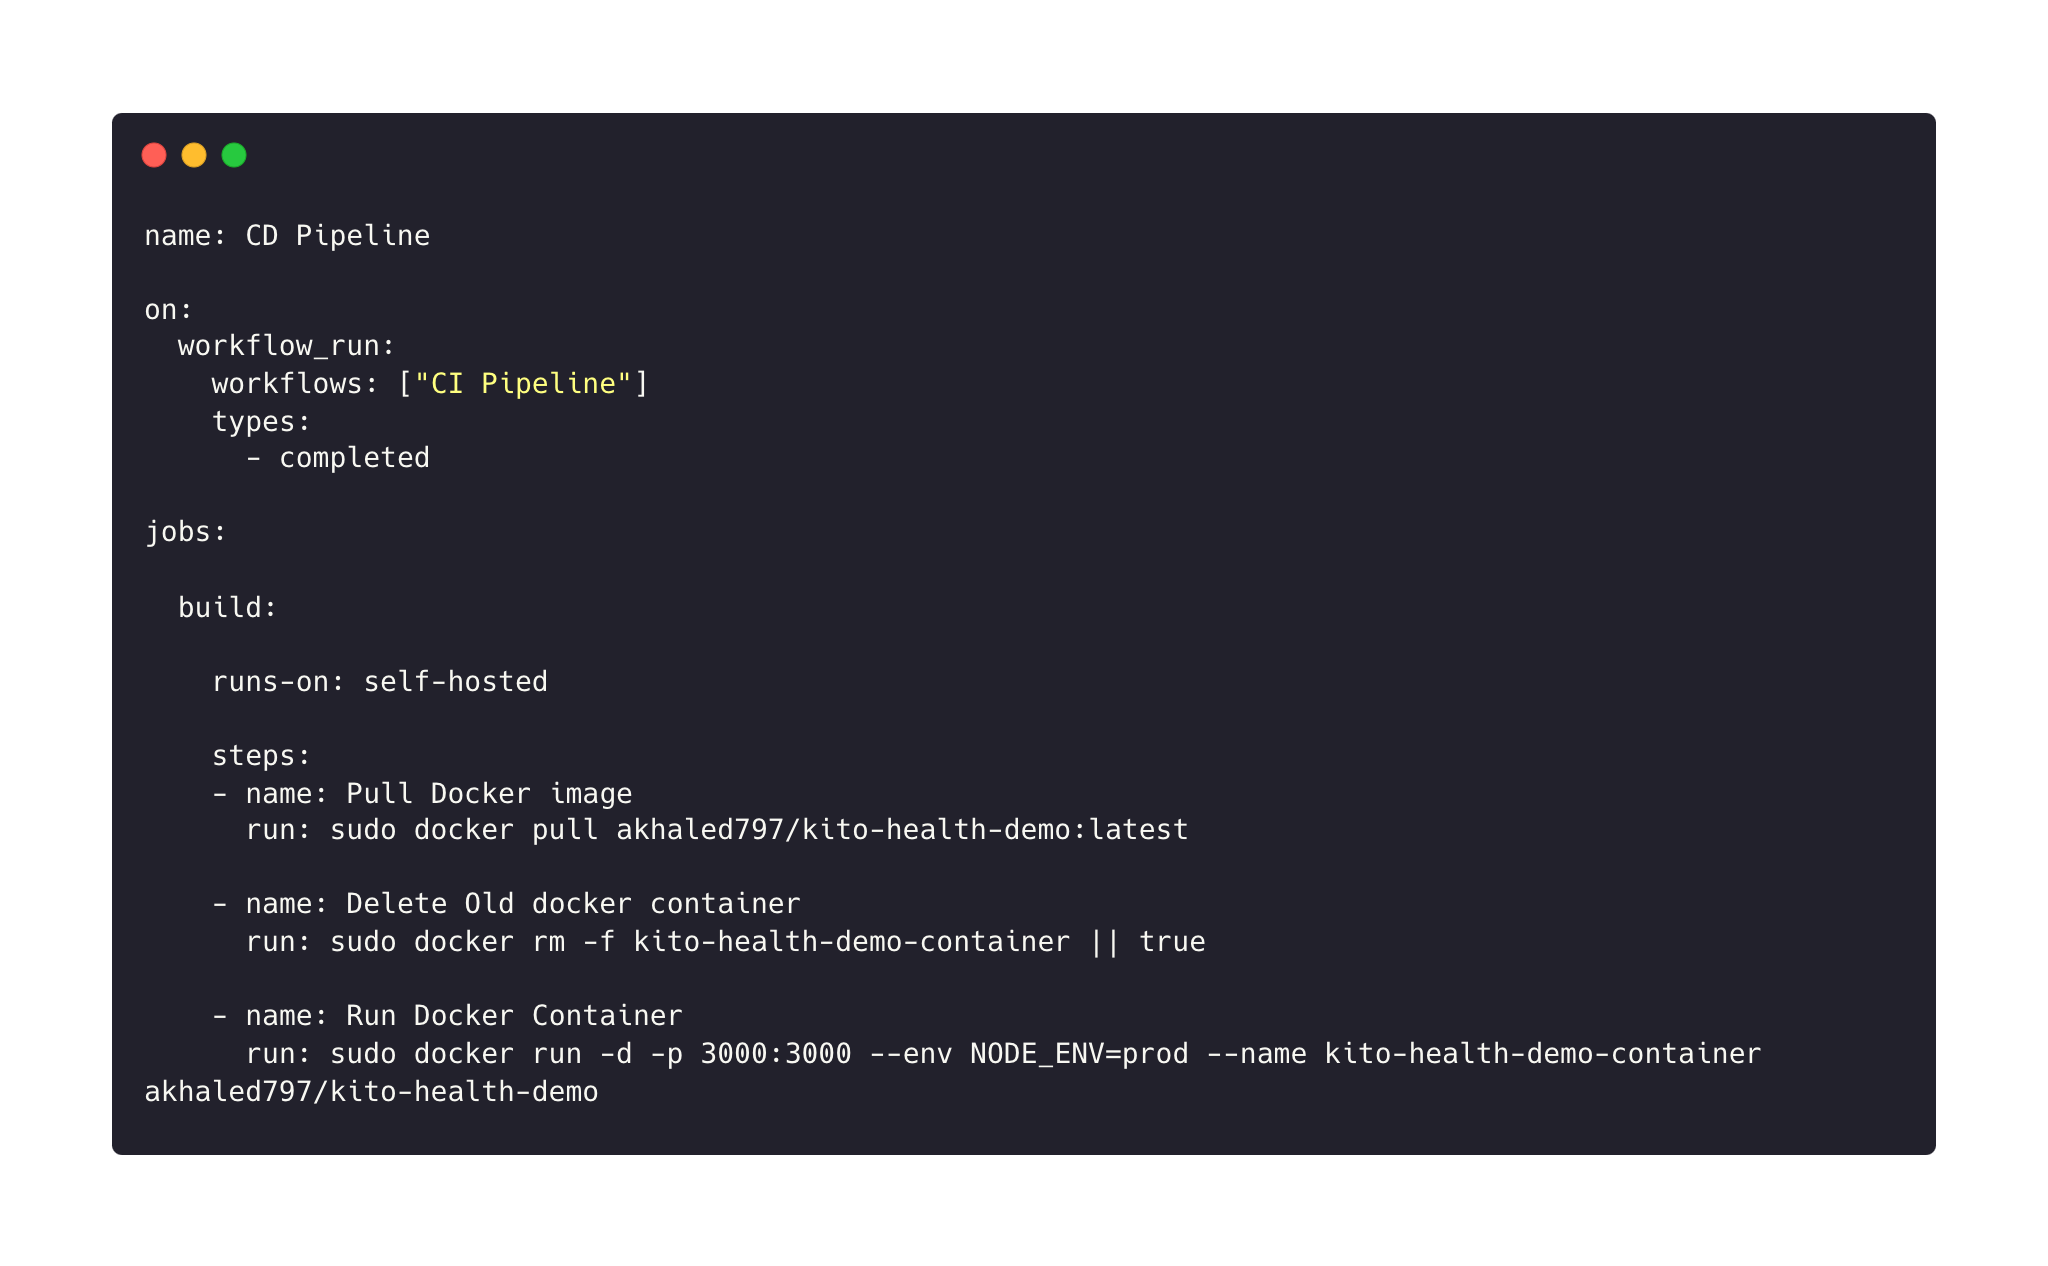 name: CD Pipeline

on:
  workflow_run:
    workflows: ["CI Pipeline"]
    types:
      - completed

jobs:

  build:

    runs-on: self-hosted

    steps:
    - name: Pull Docker image
      run: sudo docker pull akhaled797/kito-health-demo:latest

    - name: Delete Old docker container
      run: sudo docker rm -f kito-health-demo-container || true

    - name: Run Docker Container
      run: sudo docker run -d -p 3000:3000 --env NODE_ENV=prod --name kito-health-demo-container
akhaled797/kito-health-demo